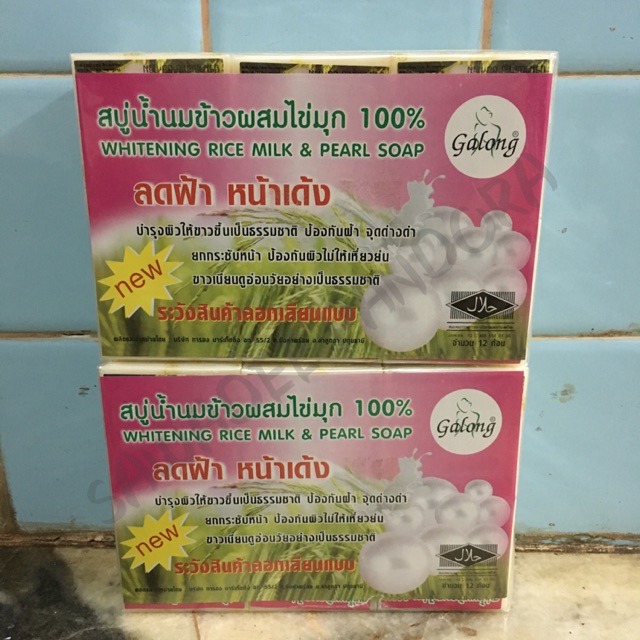 สบู่น้ำนมข้าวผสมไข่มุก 100%
WHITENING RICE MILK & PEARL SOAP
Galong®
ลดฝ้า หน้าเด้ง
บำรุงผิวให้ขาวขึ้นเป็นธรรมชาติ ป้องกันฝ้า จุดด่างดำ
ยกกระชับหน้า ป้องกันผิวไม่ให้เหี่ยวย่น
ขาวเนียนดูอ่อนวัยอย่างเป็นธรรมชาติ
new
ระวังสินค้าลอกเลียนแบบ
حلال
จำนวน 12 ก้อน
สบู่น้ำนมข้าวผสมไข่มุก 100%
WHITENING RICE MILK & PEARL SOAP
Galong®
ลดฝ้า หน้าเด้ง
บำรุงผิวให้ขาวขึ้นเป็นธรรมชาติ ป้องกันฝ้า จุดด่างดำ
ยกกระชับหน้า ป้องกันผิวไม่ให้เหี่ยวย่น
ขาวเนียนดูอ่อนวัยอย่างเป็นธรรมชาติ
new
ระวังสินค้าลอกเลียนแบบ
حلال
จำนวน 12 ก้อน